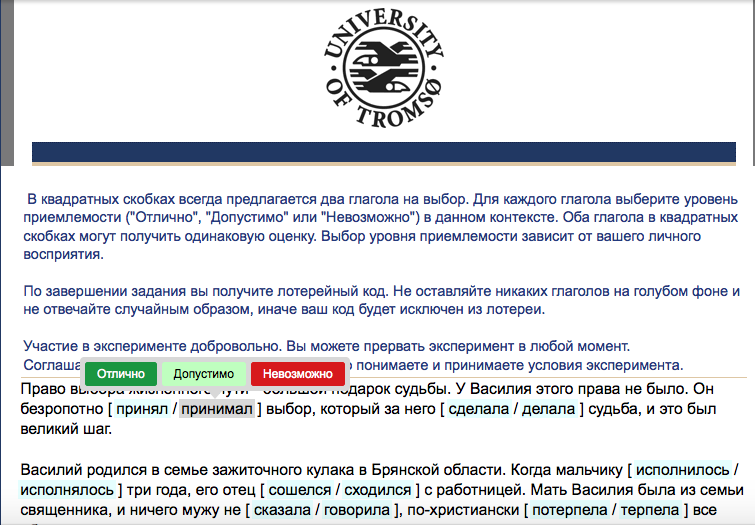 UNIVERSITY
OF TROMSØ
В квадратных скобках всегда предлагается два глагола на выбор. Для каждого глагола выберите уровень
приемлемости ("Отлично", "Допустимо" или "Невозможно") в данном контексте. Оба глагола в квадратных
скобках могут получить одинаковую оценку. Выбор уровня приемлемости зависит от вашего личного
восприятия.
По завершении задания вы получите лотерейный код. Не оставляйте никаких глаголов на голубом фоне и
не отвечайте случайным образом, иначе ваш код будет исключен из лотереи.
Участие в эксперименте добровольно. Вы можете прервать эксперимент в любой момент.
понимаете и принимаете условия эксперимента.
Отлично Допустимо Невозможно
Право подарок судьбы. У Василия этого права не было. Он
безропотно [ принял / принимал ] выбор, который за него [ сделала / делала ] судьба, и это был
великий шаг.
Василий родился в семье зажиточного кулака в Брянской области. Когда мальчику [ исполнилось /
исполнялось ] три года, его отец [ сошелся / сходился ] с работницей. Мать Василия была из семьи
священника, и ничего мужу не [ сказала / говорила ], по-христиански [ потерпела / терпела ] все